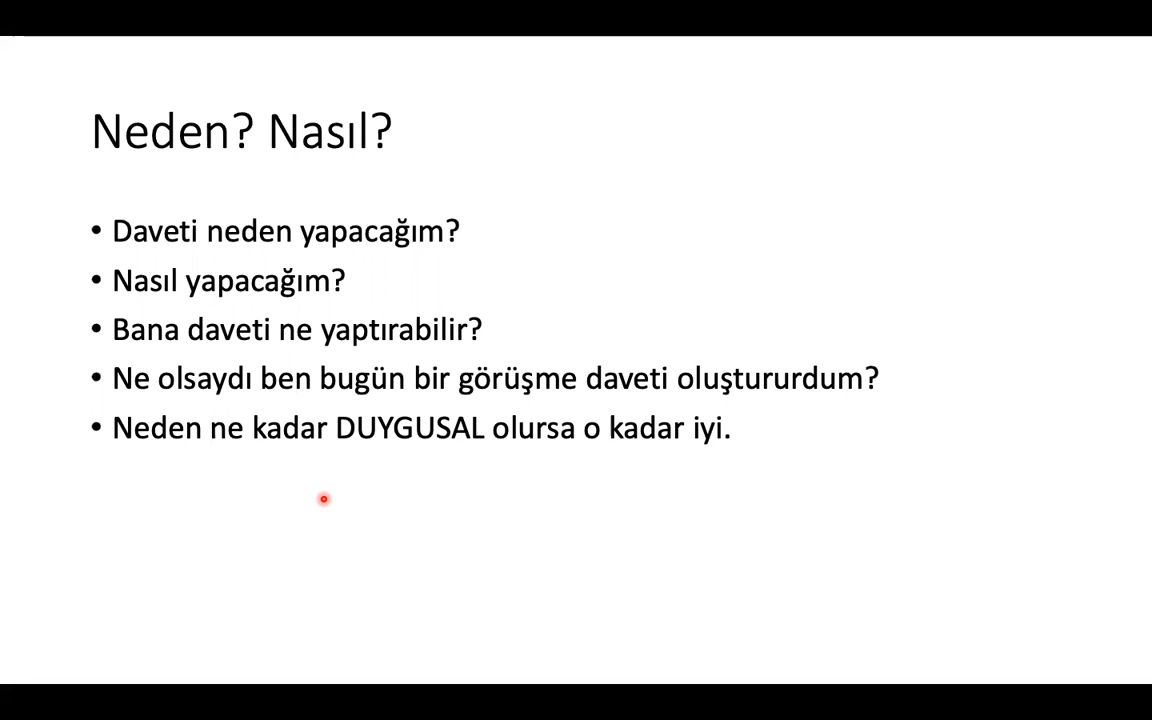 Neden? Nasıl?
• Daveti neden yapacağım?
• Nasıl yapacağım?
• Bana daveti ne yaptırabilir?
• Ne olsaydı ben bugün bir görüşme daveti oluştururdum?
• Neden ne kadar DUYGUSAL olursa o kadar iyi.